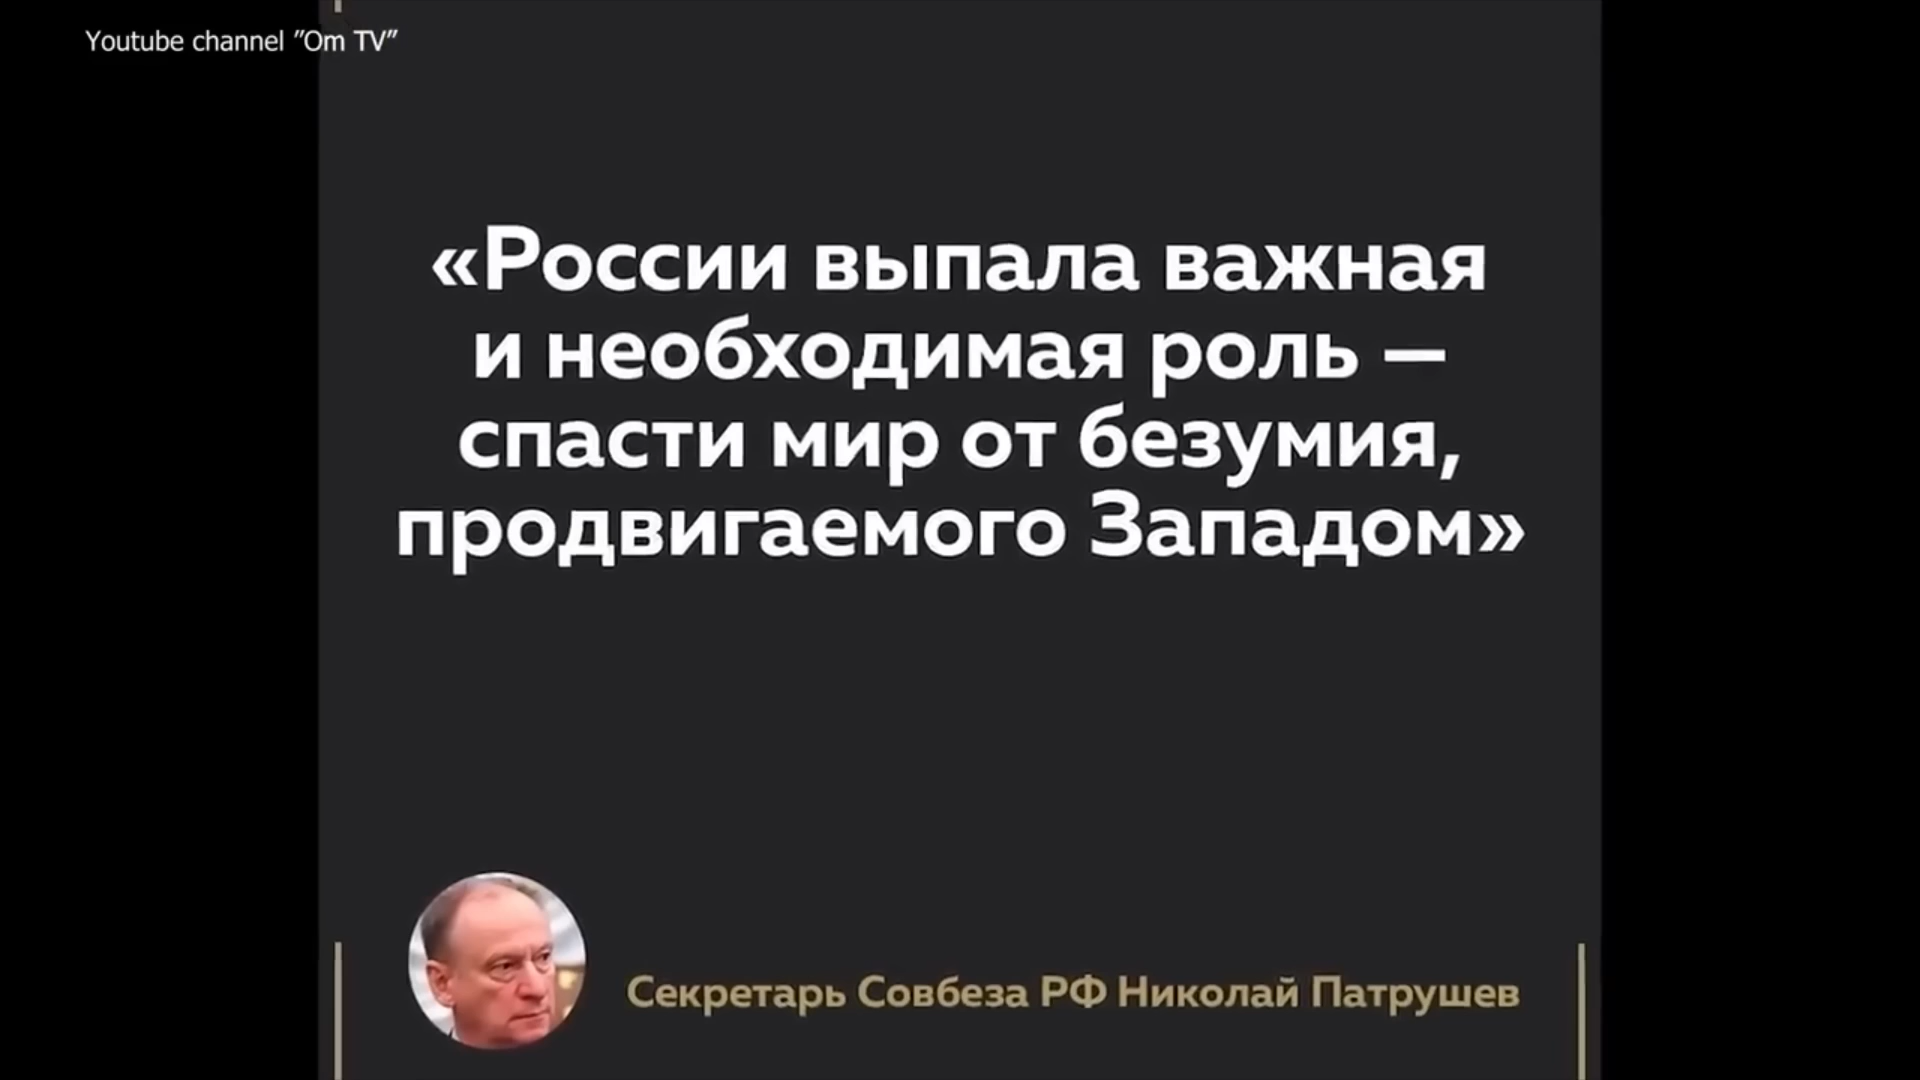 Youtube channel "Om TV"
«России выпала важная
и необходимая роль —
спасти мир от безумия,
продвигаемого Западом»
Секретарь Совбеза РФ Николай Патрушев